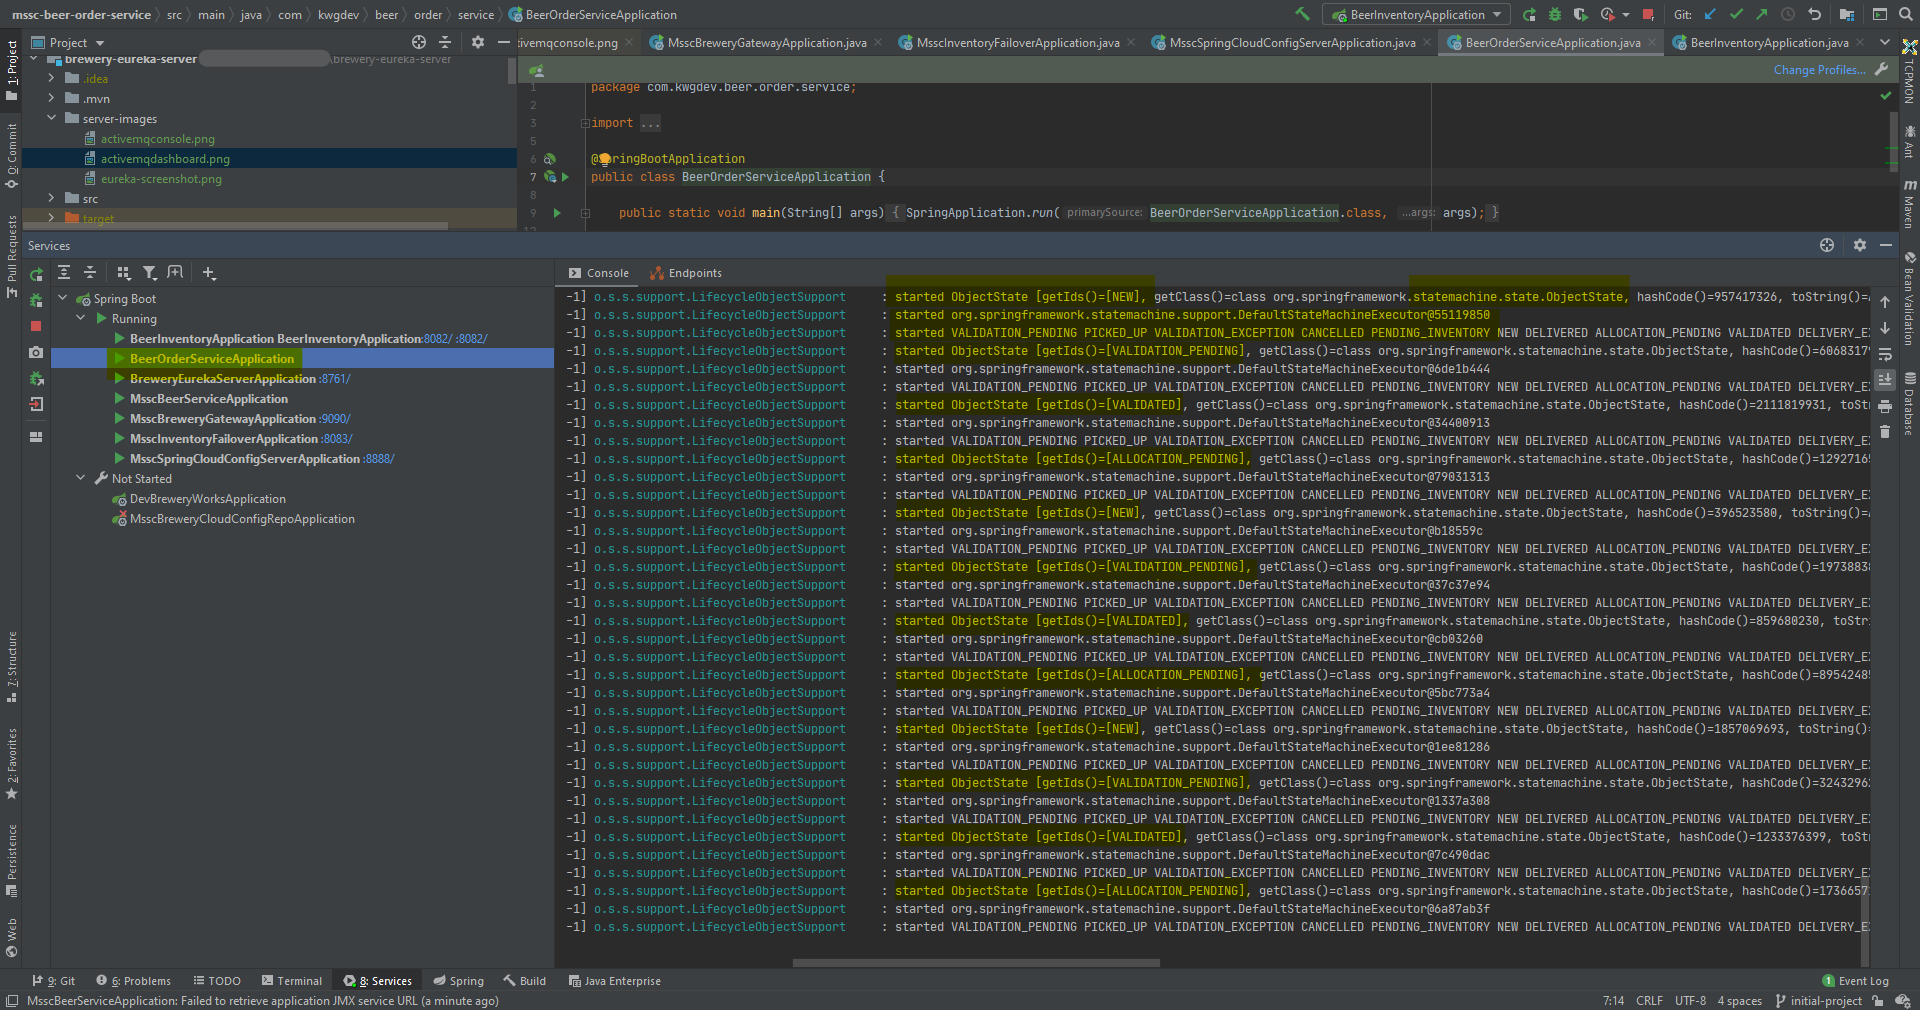 mssc-beer-order-service src main java com kwgdev beer order service BeerOrderServiceApplication
BeerInventoryApplication Git:
Project
ivemqconsole.png MsscBreweryGatewayApplication.java MsscInventoryFailoverApplication.java MsscSpringCloudConfigServerApplication.java BeerOrderServiceApplication.java BeerInventoryApplication.java
brewery-eureka-server \brewery-eureka-server
.idea
.mvn
server-images
activemqconsole.png
activemqdashboard.png
eureka-screenshot.png
src
target
Change Profiles...
1 package com.kwgdev.beer.order.service;
2
3 import ...
5
6 @SpringBootApplication
7 public class BeerOrderServiceApplication {
8
9 public static void main(String[] args) { SpringApplication.run( primarySource: BeerOrderServiceApplication.class, ...args: args); }
12
1: Project
0: Commit
Pull Requests
7: Structure
2: Favorites
Persistence
Web
TCPMON
Ant
Maven
Bean Validation
Database
Services
Spring Boot
Running
BeerInventoryApplication BeerInventoryApplication:8082/ :8082/
BeerOrderServiceApplication
BreweryEurekaServerApplication :8761/
MsscBeerServiceApplication
MsscBreweryGatewayApplication :9090/
MsscInventoryFailoverApplication :8083/
MsscSpringCloudConfigServerApplication :8888/
Not Started
DevBreweryWorksApplication
MsscBreweryCloudConfigRepoApplication
Console Endpoints
-1] o.s.s.support.LifecycleObjectSupport : started ObjectState [getIds()=[NEW], getClass()=class org.springframework.statemachine.state.ObjectState, hashCode()=957417326, toString()=
-1] o.s.s.support.LifecycleObjectSupport : started org.springframework.statemachine.support.DefaultStateMachineExecutor@55119850
-1] o.s.s.support.LifecycleObjectSupport : started VALIDATION_PENDING PICKED_UP VALIDATION_EXCEPTION CANCELLED PENDING_INVENTORY NEW DELIVERED ALLOCATION_PENDING VALIDATED DELIVERY_E
-1] o.s.s.support.LifecycleObjectSupport : started ObjectState [getIds()=[VALIDATION_PENDING], getClass()=class org.springframework.statemachine.state.ObjectState, hashCode()=6068317
-1] o.s.s.support.LifecycleObjectSupport : started org.springframework.statemachine.support.DefaultStateMachineExecutor@6de1b444
-1] o.s.s.support.LifecycleObjectSupport : started VALIDATION_PENDING PICKED_UP VALIDATION_EXCEPTION CANCELLED PENDING_INVENTORY NEW DELIVERED ALLOCATION_PENDING VALIDATED DELIVERY_E
-1] o.s.s.support.LifecycleObjectSupport : started ObjectState [getIds()=[VALIDATED], getClass()=class org.springframework.statemachine.state.ObjectState, hashCode()=2111819931, toStr
-1] o.s.s.support.LifecycleObjectSupport : started org.springframework.statemachine.support.DefaultStateMachineExecutor@34400913
-1] o.s.s.support.LifecycleObjectSupport : started VALIDATION_PENDING PICKED_UP VALIDATION_EXCEPTION CANCELLED PENDING_INVENTORY NEW DELIVERED ALLOCATION_PENDING VALIDATED DELIVERY_E
-1] o.s.s.support.LifecycleObjectSupport : started ObjectState [getIds()=[ALLOCATION_PENDING], getClass()=class org.springframework.statemachine.state.ObjectState, hashCode()=1292716
-1] o.s.s.support.LifecycleObjectSupport : started org.springframework.statemachine.support.DefaultStateMachineExecutor@79031313
-1] o.s.s.support.LifecycleObjectSupport : started VALIDATION_PENDING PICKED_UP VALIDATION_EXCEPTION CANCELLED PENDING_INVENTORY NEW DELIVERED ALLOCATION_PENDING VALIDATED DELIVERY_E
-1] o.s.s.support.LifecycleObjectSupport : started ObjectState [getIds()=[NEW], getClass()=class org.springframework.statemachine.state.ObjectState, hashCode()=396523580, toString()=
-1] o.s.s.support.LifecycleObjectSupport : started org.springframework.statemachine.support.DefaultStateMachineExecutor@b18559c
-1] o.s.s.support.LifecycleObjectSupport : started VALIDATION_PENDING PICKED_UP VALIDATION_EXCEPTION CANCELLED PENDING_INVENTORY NEW DELIVERED ALLOCATION_PENDING VALIDATED DELIVERY_E
-1] o.s.s.support.LifecycleObjectSupport : started ObjectState [getIds()=[VALIDATION_PENDING], getClass()=class org.springframework.statemachine.state.ObjectState, hashCode()=1973883
-1] o.s.s.support.LifecycleObjectSupport : started org.springframework.statemachine.support.DefaultStateMachineExecutor@37c37e94
-1] o.s.s.support.LifecycleObjectSupport : started VALIDATION_PENDING PICKED_UP VALIDATION_EXCEPTION CANCELLED PENDING_INVENTORY NEW DELIVERED ALLOCATION_PENDING VALIDATED DELIVERY_E
-1] o.s.s.support.LifecycleObjectSupport : started ObjectState [getIds()=[VALIDATED], getClass()=class org.springframework.statemachine.state.ObjectState, hashCode()=859680230, toStri
-1] o.s.s.support.LifecycleObjectSupport : started org.springframework.statemachine.support.DefaultStateMachineExecutor@cb03260
-1] o.s.s.support.LifecycleObjectSupport : started VALIDATION_PENDING PICKED_UP VALIDATION_EXCEPTION CANCELLED PENDING_INVENTORY NEW DELIVERED ALLOCATION_PENDING VALIDATED DELIVERY_E
-1] o.s.s.support.LifecycleObjectSupport : started ObjectState [getIds()=[ALLOCATION_PENDING], getClass()=class org.springframework.statemachine.state.ObjectState, hashCode()=8954248
-1] o.s.s.support.LifecycleObjectSupport : started org.springframework.statemachine.support.DefaultStateMachineExecutor@5bc773a4
-1] o.s.s.support.LifecycleObjectSupport : started VALIDATION_PENDING PICKED_UP VALIDATION_EXCEPTION CANCELLED PENDING_INVENTORY NEW DELIVERED ALLOCATION_PENDING VALIDATED DELIVERY_E
-1] o.s.s.support.LifecycleObjectSupport : started ObjectState [getIds()=[NEW], getClass()=class org.springframework.statemachine.state.ObjectState, hashCode()=1857069693, toString()=
-1] o.s.s.support.LifecycleObjectSupport : started org.springframework.statemachine.support.DefaultStateMachineExecutor@1ee81286
-1] o.s.s.support.LifecycleObjectSupport : started VALIDATION_PENDING PICKED_UP VALIDATION_EXCEPTION CANCELLED PENDING_INVENTORY NEW DELIVERED ALLOCATION_PENDING VALIDATED DELIVERY_E
-1] o.s.s.support.LifecycleObjectSupport : started ObjectState [getIds()=[VALIDATION_PENDING], getClass()=class org.springframework.statemachine.state.ObjectState, hashCode()=3243296
-1] o.s.s.support.LifecycleObjectSupport : started org.springframework.statemachine.support.DefaultStateMachineExecutor@1337a308
-1] o.s.s.support.LifecycleObjectSupport : started VALIDATION_PENDING PICKED_UP VALIDATION_EXCEPTION CANCELLED PENDING_INVENTORY NEW DELIVERED ALLOCATION_PENDING VALIDATED DELIVERY_E
-1] o.s.s.support.LifecycleObjectSupport : started ObjectState [getIds()=[VALIDATED], getClass()=class org.springframework.statemachine.state.ObjectState, hashCode()=1233376399, toStr
-1] o.s.s.support.LifecycleObjectSupport : started org.springframework.statemachine.support.DefaultStateMachineExecutor@7c490dac
-1] o.s.s.support.LifecycleObjectSupport : started VALIDATION_PENDING PICKED_UP VALIDATION_EXCEPTION CANCELLED PENDING_INVENTORY NEW DELIVERED ALLOCATION_PENDING VALIDATED DELIVERY_E
-1] o.s.s.support.LifecycleObjectSupport : started ObjectState [getIds()=[ALLOCATION_PENDING], getClass()=class org.springframework.statemachine.state.ObjectState, hashCode()=1736657
-1] o.s.s.support.LifecycleObjectSupport : started org.springframework.statemachine.support.DefaultStateMachineExecutor@6a87ab3f
-1] o.s.s.support.LifecycleObjectSupport : started VALIDATION_PENDING PICKED_UP VALIDATION_EXCEPTION CANCELLED PENDING_INVENTORY NEW DELIVERED ALLOCATION_PENDING VALIDATED DELIVERY_E
9: Git 6: Problems TODO Terminal 8: Services Spring Build Java Enterprise 1 Event Log
MsscBeerServiceApplication: Failed to retrieve application JMX service URL (a minute ago) 7:14 CRLF UTF-8 4 spaces initial-project